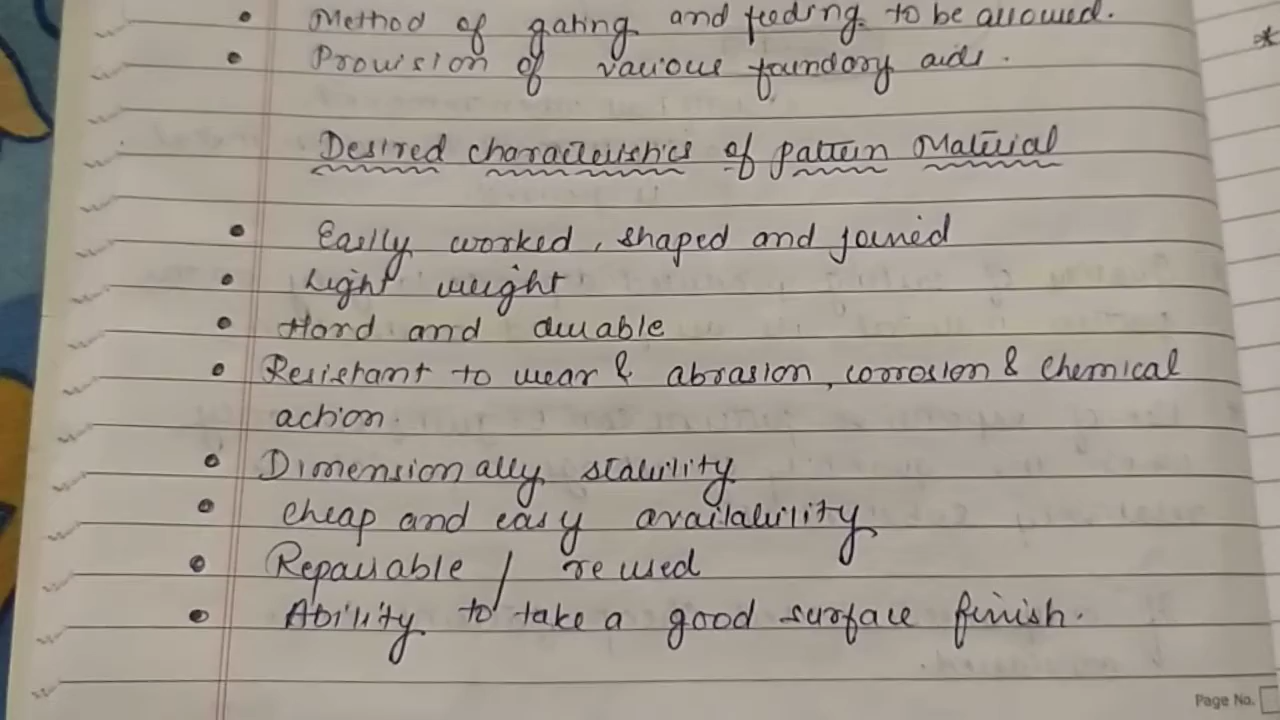 • Method of gating and feeding to be allowed.
• Provision of various foundary aids.
Desired characteristics of pattern Material
• Easily worked, shaped and joined
• Light weight
• Hard and durable
• Resistant to wear & abrasion, corrosion & chemical
action.
• Dimensionally stability
• cheap and easy availability
• Repairable / reused
• Ability to take a good surface finish.
Page No.